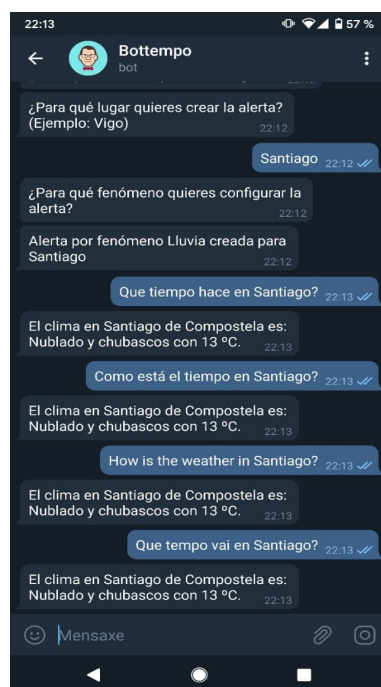 22:13
57 %
Bottempo
bot
¿Para qué lugar quieres crear la alerta?
(Ejemplo: Vigo)
22:12
Santiago
22:12
¿Para qué fenómeno quieres configurar la
alerta?
22:12
Alerta por fenómeno Lluvia creada para
Santiago
22:12
Que tiempo hace en Santiago?
22:13
El clima en Santiago de Compostela es:
Nublado y chubascos con 13 ºC.
22:13
Como está el tiempo en Santiago?
22:13
El clima en Santiago de Compostela es:
Nublado y chubascos con 13 ºC.
22:13
How is the weather in Santiago?
22:13
El clima en Santiago de Compostela es:
Nublado y chubascos con 13 ºC.
22:13
Que tempo vai en Santiago?
22:13
El clima en Santiago de Compostela es:
Nublado y chubascos con 13 ºC.
22:13
Mensaxe